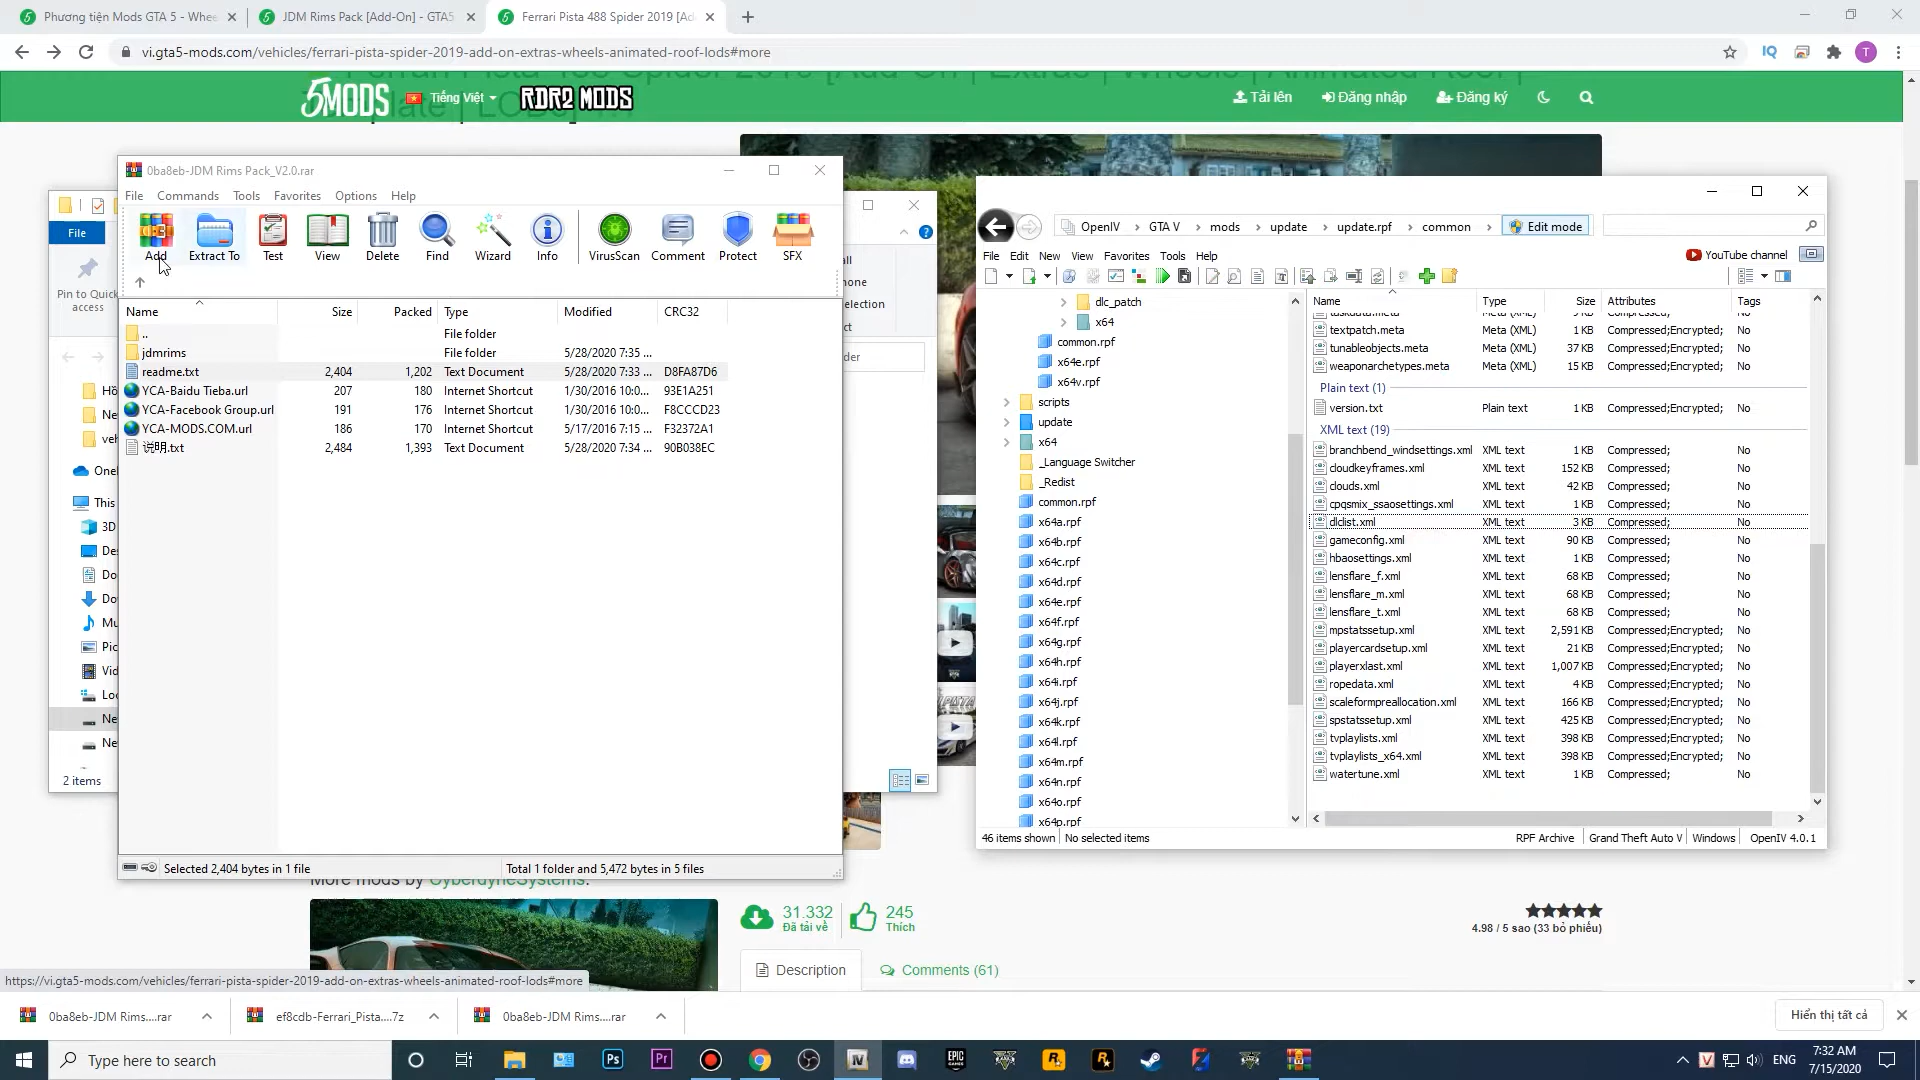 Phương tiện Mods GTA 5 - Whee
JDM Rims Pack [Add-On] - GTA5
Ferrari Pista 488 Spider 2019 [Ad
vi.gta5-mods.com/vehicles/ferrari-pista-spider-2019-add-on-extras-wheels-animated-roof-lods#more
IQ
T
5MODS
Tiếng Việt
RDR2 MODS
Tải lên
Đăng nhập
Đăng ký
0ba8eb-JDM Rims Pack_V2.0.rar
File Commands Tools Favorites Options Help
Add
Extract To
Test
View
Delete
Find
Wizard
Info
VirusScan
Comment
Protect
SFX
Name Size Packed Type Modified CRC32
.. File folder
jdmrims File folder 5/28/2020 7:35 ...
readme.txt 2,404 1,202 Text Document 5/28/2020 7:33 ... D8FA87D6
YCA-Baidu Tieba.url 207 180 Internet Shortcut 1/30/2016 10:0... 93E1A251
YCA-Facebook Group.url 191 176 Internet Shortcut 1/30/2016 10:0... F8CCCD23
YCA-MODS.COM.url 186 170 Internet Shortcut 5/17/2016 7:15 ... F32372A1
说明.txt 2,484 1,393 Text Document 5/28/2020 7:34 ... 90B038EC
Selected 2,404 bytes in 1 file
Total 1 folder and 5,472 bytes in 5 files
File
Pin to Quick
access
2 items
OpenIV GTA V mods update update.rpf common
Edit mode
File Edit New View Favorites Tools Help
YouTube channel
dlc_patch
x64
common.rpf
x64e.rpf
x64v.rpf
scripts
update
x64
_Language Switcher
_Redist
common.rpf
x64a.rpf
x64b.rpf
x64c.rpf
x64d.rpf
x64e.rpf
x64f.rpf
x64g.rpf
x64h.rpf
x64i.rpf
x64j.rpf
x64k.rpf
x64l.rpf
x64m.rpf
x64n.rpf
x64o.rpf
x64p.rpf
Name Type Size Attributes Tags
taskdata.meta Meta (XML) 9 KB Compressed;Encrypted; No
textpatch.meta Meta (XML) 1 KB Compressed;Encrypted; No
tunableobjects.meta Meta (XML) 37 KB Compressed;Encrypted; No
weaponarchetypes.meta Meta (XML) 15 KB Compressed;Encrypted; No
Plain text (1)
version.txt Plain text 1 KB Compressed;Encrypted; No
XML text (19)
branchbend_windsettings.xml XML text 1 KB Compressed; No
cloudkeyframes.xml XML text 152 KB Compressed; No
clouds.xml XML text 42 KB Compressed; No
cpqsmix_ssaosettings.xml XML text 1 KB Compressed; No
dlclist.xml XML text 3 KB Compressed; No
gameconfig.xml XML text 90 KB Compressed; No
hbaosettings.xml XML text 1 KB Compressed; No
lensflare_f.xml XML text 68 KB Compressed; No
lensflare_m.xml XML text 68 KB Compressed; No
lensflare_t.xml XML text 68 KB Compressed; No
mpstatssetup.xml XML text 2,591 KB Compressed;Encrypted; No
playercardsetup.xml XML text 21 KB Compressed;Encrypted; No
playerxlast.xml XML text 1,007 KB Compressed;Encrypted; No
ropedata.xml XML text 4 KB Compressed;Encrypted; No
scaleformpreallocation.xml XML text 166 KB Compressed;Encrypted; No
spstatssetup.xml XML text 425 KB Compressed;Encrypted; No
tvplaylists.xml XML text 398 KB Compressed;Encrypted; No
tvplaylists_x64.xml XML text 398 KB Compressed;Encrypted; No
watertune.xml XML text 1 KB Compressed; No
46 items shown
No selected items
RPF Archive
Grand Theft Auto V
Windows
OpenIV 4.0.1
More mods by CyberdyneSystems:
31.332
Đã tải về
245
Thích
4.98 / 5 sao (33 bỏ phiếu)
Description
Comments (61)
https://vi.gta5-mods.com/vehicles/ferrari-pista-spider-2019-add-on-extras-wheels-animated-roof-lods#more
0ba8eb-JDM Rims....rar
ef8cdb-Ferrari_Pista....7z
0ba8eb-JDM Rims....rar
Hiển thị tất cả
Type here to search
Ps
Pr
IV
EPIC GAMES
ENG
7:32 AM
7/15/2020